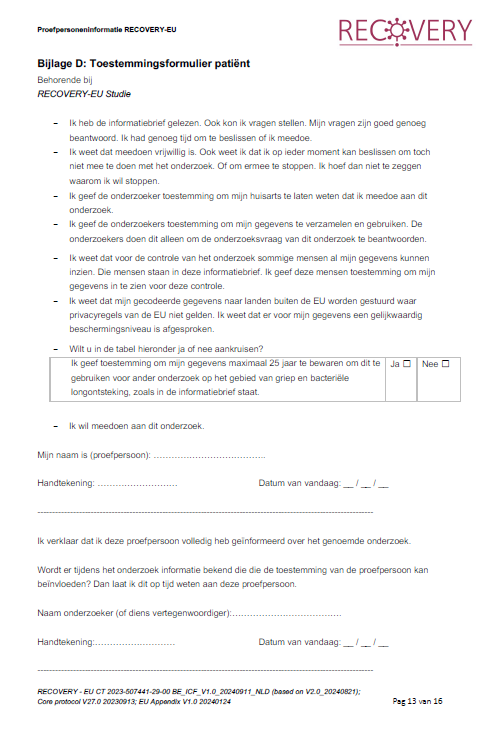 Proefpersoneninformatie RECOVERY-EU
RECOVERY
Bijlage D: Toestemmingsformulier patiënt
Behorende bij
RECOVERY-EU Studie
– Ik heb de informatiebrief gelezen. Ook kon ik vragen stellen. Mijn vragen zijn goed genoeg
beantwoord. Ik had genoeg tijd om te beslissen of ik meedoe.
– Ik weet dat meedoen vrijwillig is. Ook weet ik dat ik op ieder moment kan beslissen om toch
niet mee te doen met het onderzoek. Of om ermee te stoppen. Ik hoef dan niet te zeggen
waarom ik wil stoppen.
– Ik geef de onderzoeker toestemming om mijn huisarts te laten weten dat ik meedoe aan dit
onderzoek.
– Ik geef de onderzoekers toestemming om mijn gegevens te verzamelen en gebruiken. De
onderzoekers doen dit alleen om de onderzoeksvraag van dit onderzoek te beantwoorden.
– Ik weet dat voor de controle van het onderzoek sommige mensen al mijn gegevens kunnen
inzien. Die mensen staan in deze informatiebrief. Ik geef deze mensen toestemming om mijn
gegevens in te zien voor deze controle.
– Ik weet dat mijn gecodeerde gegevens naar landen buiten de EU worden gestuurd waar
privacyregels van de EU niet gelden. Ik weet dat er voor mijn gegevens een gelijkwaardig
beschermingsniveau is afgesproken.
– Wilt u in de tabel hieronder ja of nee aankruisen?
Ik geef toestemming om mijn gegevens maximaal 25 jaar te bewaren om dit te Ja ☐ Nee ☐
gebruiken voor ander onderzoek op het gebied van griep en bacteriële
longontsteking, zoals in de informatiebrief staat.
– Ik wil meedoen aan dit onderzoek.
Mijn naam is (proefpersoon): ………………………………….
Handtekening: ……………………….. Datum van vandaag: __ / __ / __
--------------------------------------------------------------------------------
Ik verklaar dat ik deze proefpersoon volledig heb geïnformeerd over het genoemde onderzoek.
Wordt er tijdens het onderzoek informatie bekend die die de toestemming van de proefpersoon kan
beïnvloeden? Dan laat ik dit op tijd weten aan deze proefpersoon.
Naam onderzoeker (of diens vertegenwoordiger):………………………………….
Handtekening:……………………….. Datum van vandaag: __ / __ / __
--------------------------------------------------------------------------------
RECOVERY - EU CT 2023-507441-29-00 BE_ICF_V1.0_20240911_NLD (based on V2.0_20240821);
Core protocol V27.0 20230913; EU Appendix V1.0 20240124
Pag 13 van 16